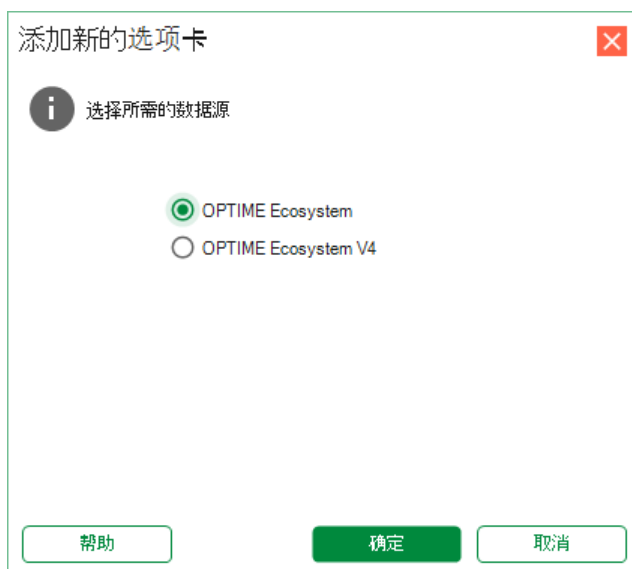 添加新的选项卡
选择所需的数据源
OPTIME Ecosystem
OPTIME Ecosystem V4
帮助
确定
取消